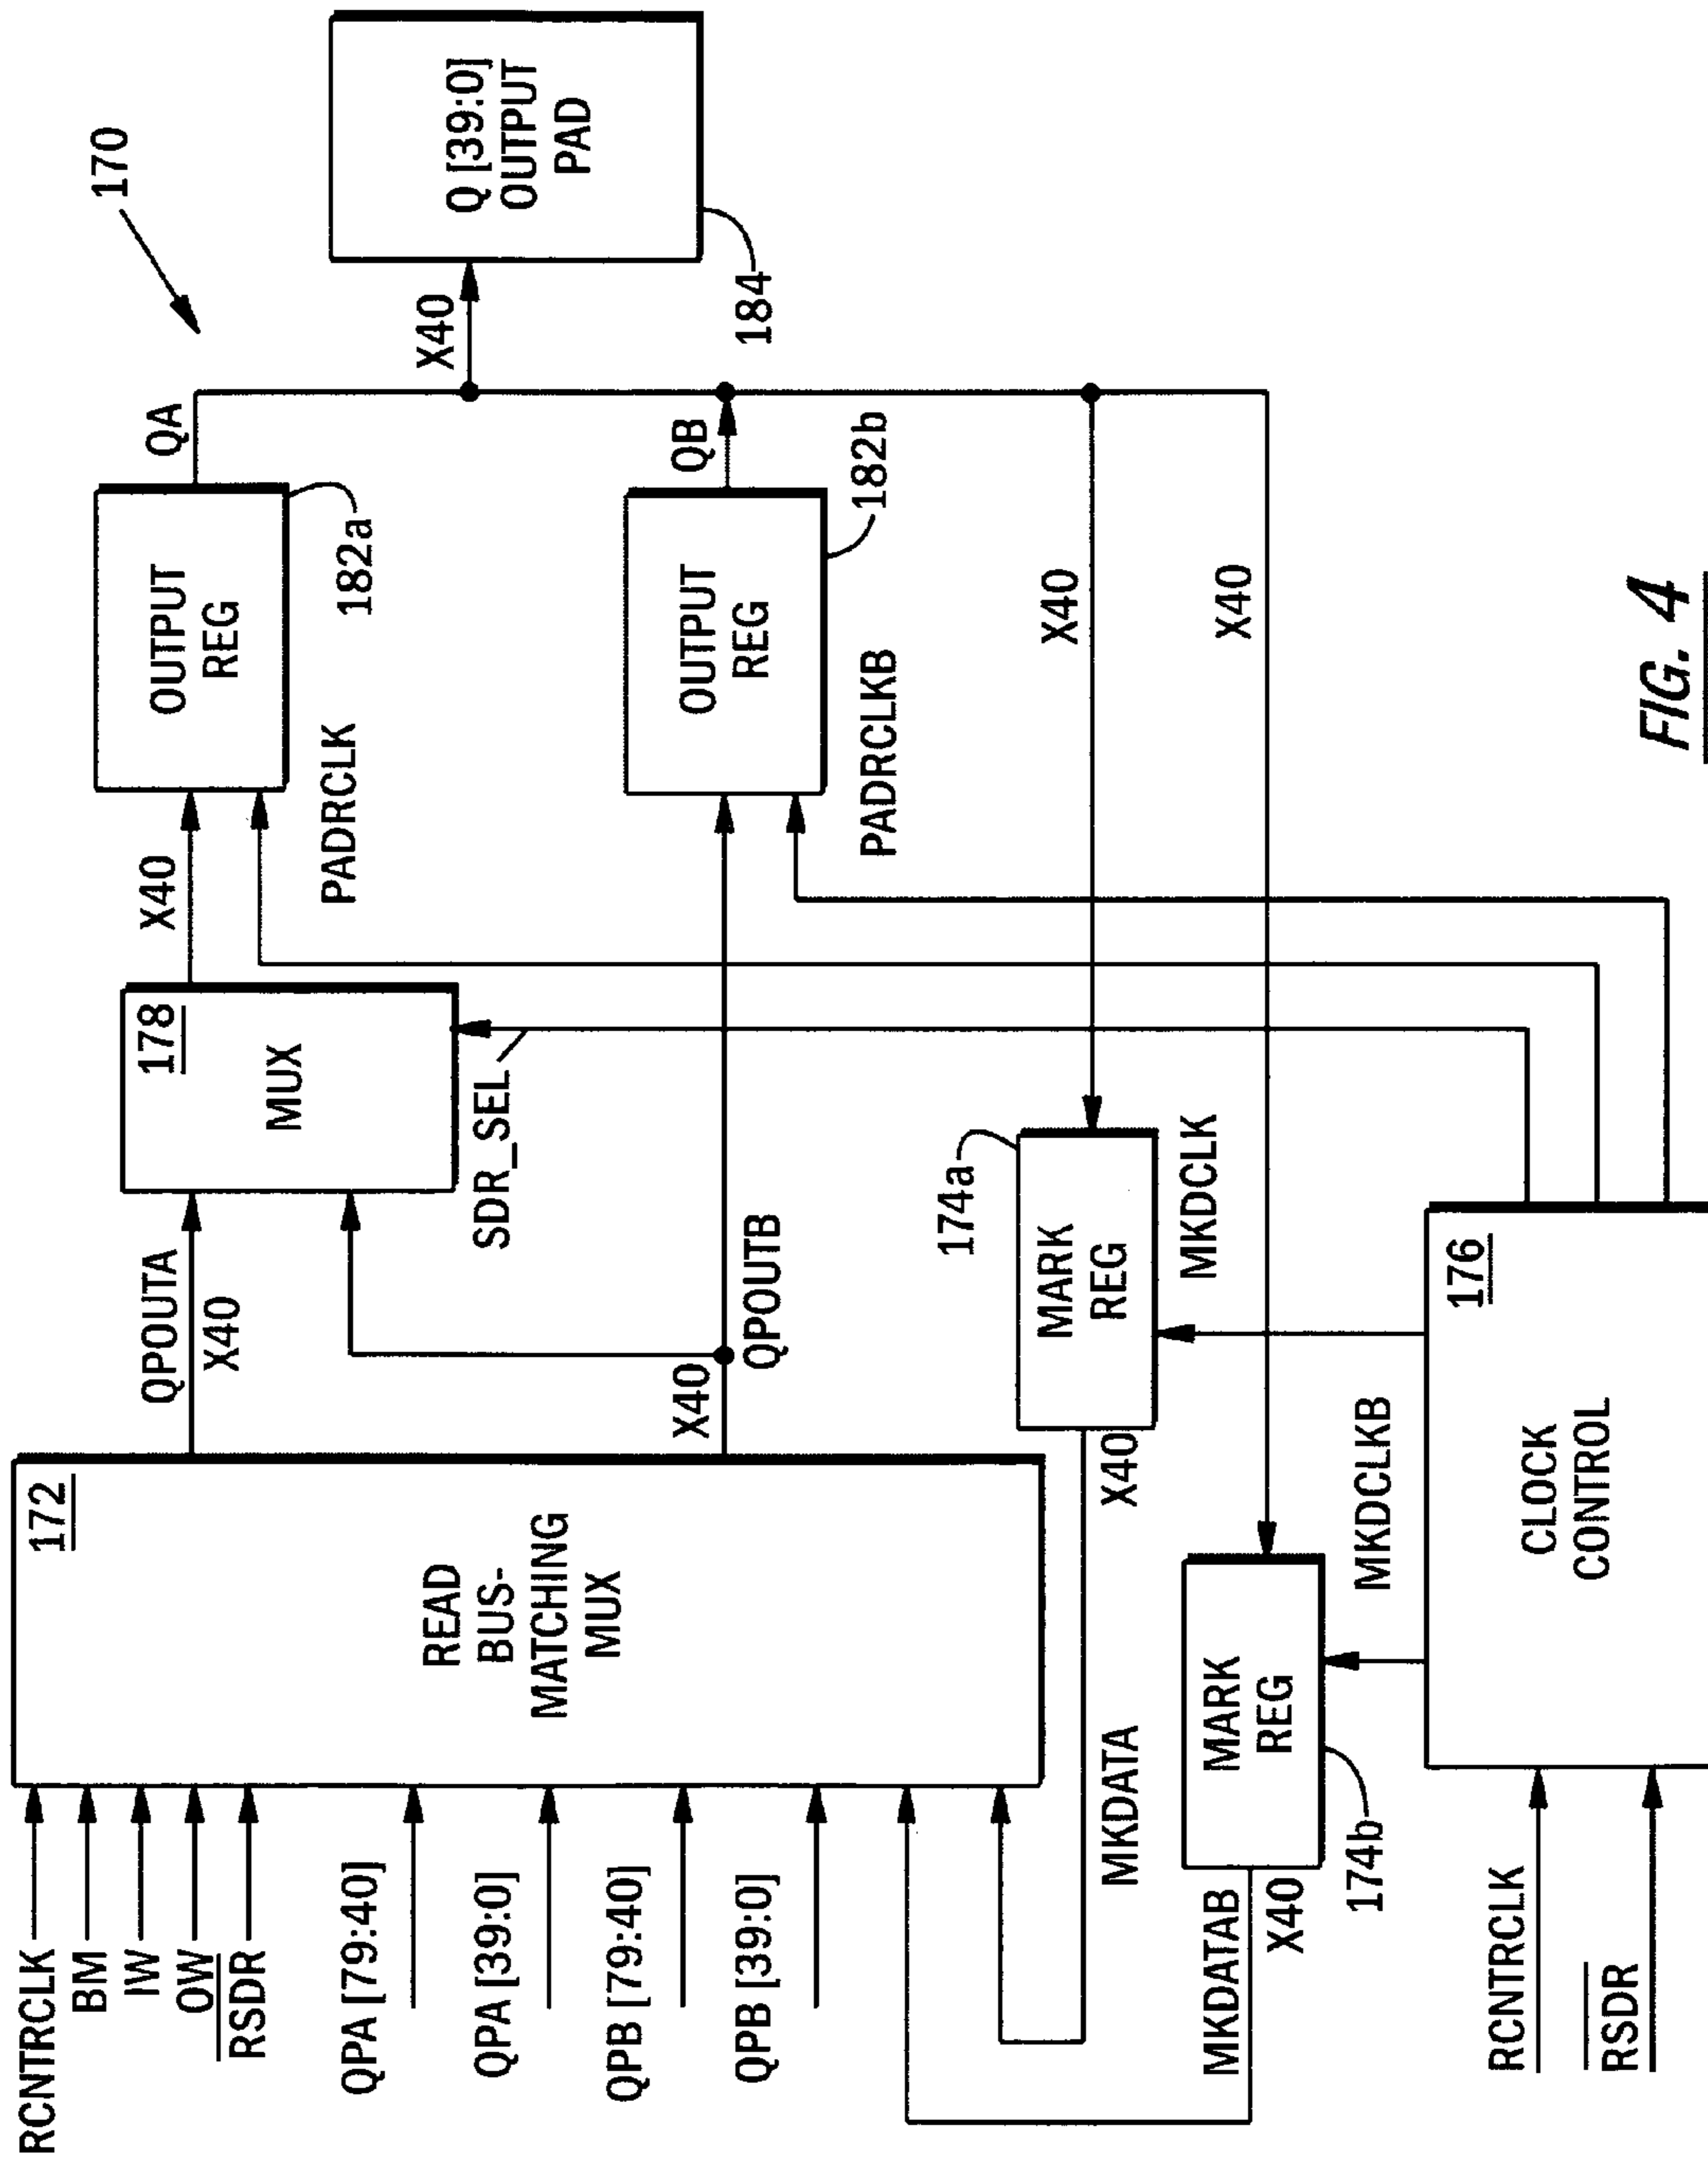 170
RCNTRCLK
BM
IW
OW
RSDR
QPA [79:40]
QPA [39:0]
QPB [79:40]
QPB [39:0]
172
READ
BUS-
MATCHING
MUX
QPOUTA
X40
X40
QPOUTB
178
MUX
SDR_SEL
X40
PADRCLK
OUTPUT
REG
182a
QA
OUTPUT
REG
182b
QB
PADRCLKB
X40
Q [39:0]
OUTPUT
PAD
184
X40
X40
174a
MARK
REG
MKDCLK
X40
MKDATA
MARK
REG
174b
MKDCLKB
MKDATAB
X40
176
CLOCK
CONTROL
RCNTRCLK
RSDR
FIG. 4